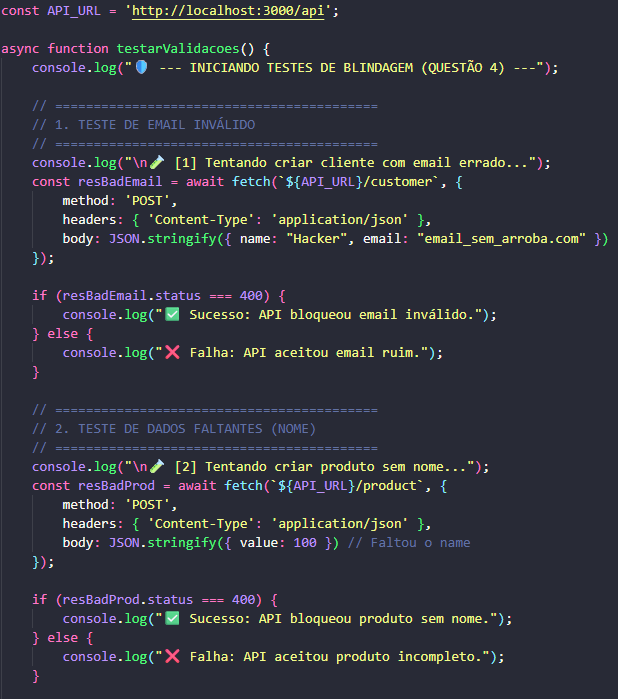 const API_URL = 'http://localhost:3000/api';
async function testarValidacoes() {
console.log("🛡️ --- INICIANDO TESTES DE BLINDAGEM (QUESTÃO 4) ---");
// ==========================================
// 1. TESTE DE EMAIL INVÁLIDO
// ==========================================
console.log("\n🧪 [1] Tentando criar cliente com email errado...");
const resBadEmail = await fetch(`${API_URL}/customer`, {
method: 'POST',
headers: { 'Content-Type': 'application/json' },
body: JSON.stringify({ name: "Hacker", email: "email_sem_arroba.com" })
});
if (resBadEmail.status === 400) {
console.log("✅ Sucesso: API bloqueou email inválido.");
} else {
console.log("❌ Falha: API aceitou email ruim.");
}
// ==========================================
// 2. TESTE DE DADOS FALTANTES (NOME)
// ==========================================
console.log("\n🧪 [2] Tentando criar produto sem nome...");
const resBadProd = await fetch(`${API_URL}/product`, {
method: 'POST',
headers: { 'Content-Type': 'application/json' },
body: JSON.stringify({ value: 100 }) // Faltou o name
});
if (resBadProd.status === 400) {
console.log("✅ Sucesso: API bloqueou produto sem nome.");
} else {
console.log("❌ Falha: API aceitou produto incompleto.");
}